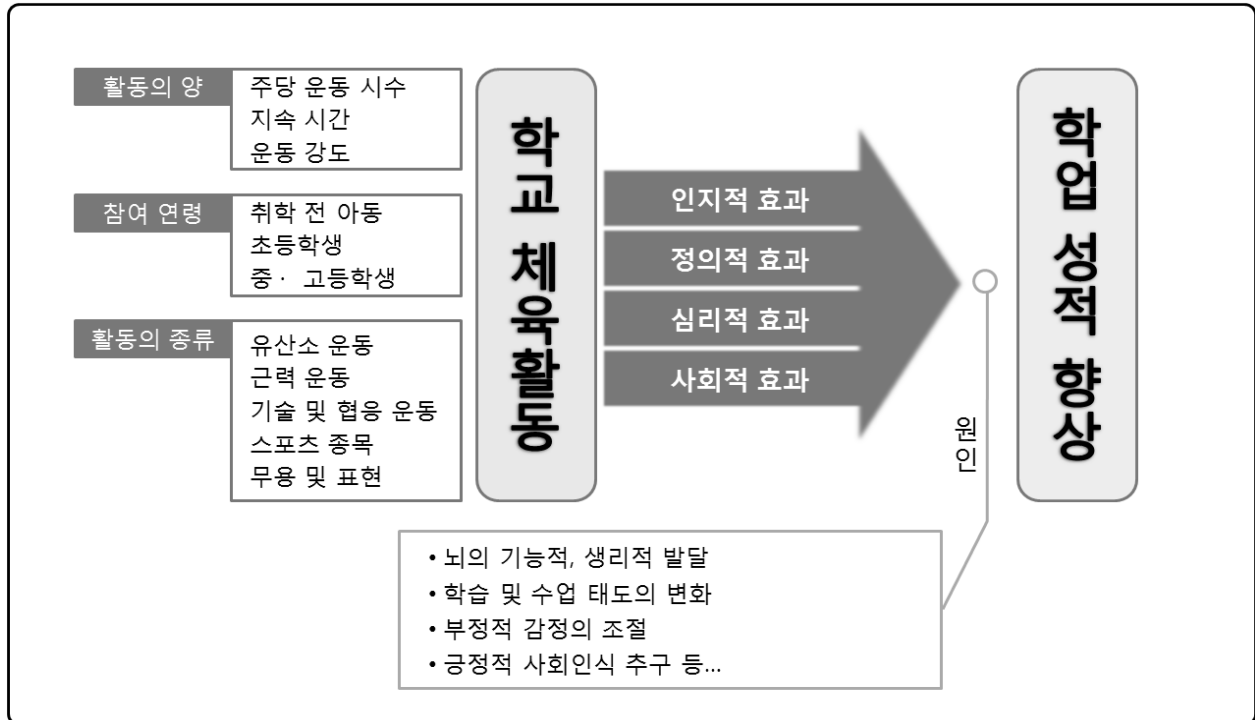 활동의 양
주당 운동 시수
지속 시간
운동 강도
참여 연령
취학 전 아동
초등학생
중· 고등학생
활동의 종류
유산소 운동
근력 운동
기술 및 협응 운동
스포츠 종목
무용 및 표현
학교 체육활동
인지적 효과
정의적 효과
심리적 효과
사회적 효과
원인
학업 성적 향상
• 뇌의 기능적, 생리적 발달
• 학습 및 수업 태도의 변화
• 부정적 감정의 조절
• 긍정적 사회인식 추구 등...